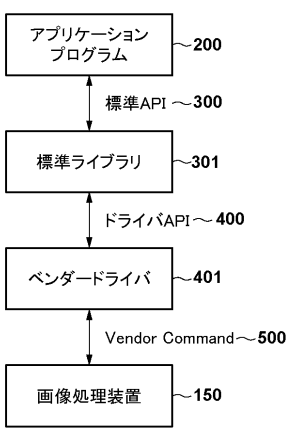 アプリケーション
プログラム
200
標準API
300
標準ライブラリ
301
ドライバAPI
400
ベンダードライバ
401
Vendor Command
500
画像処理装置
150